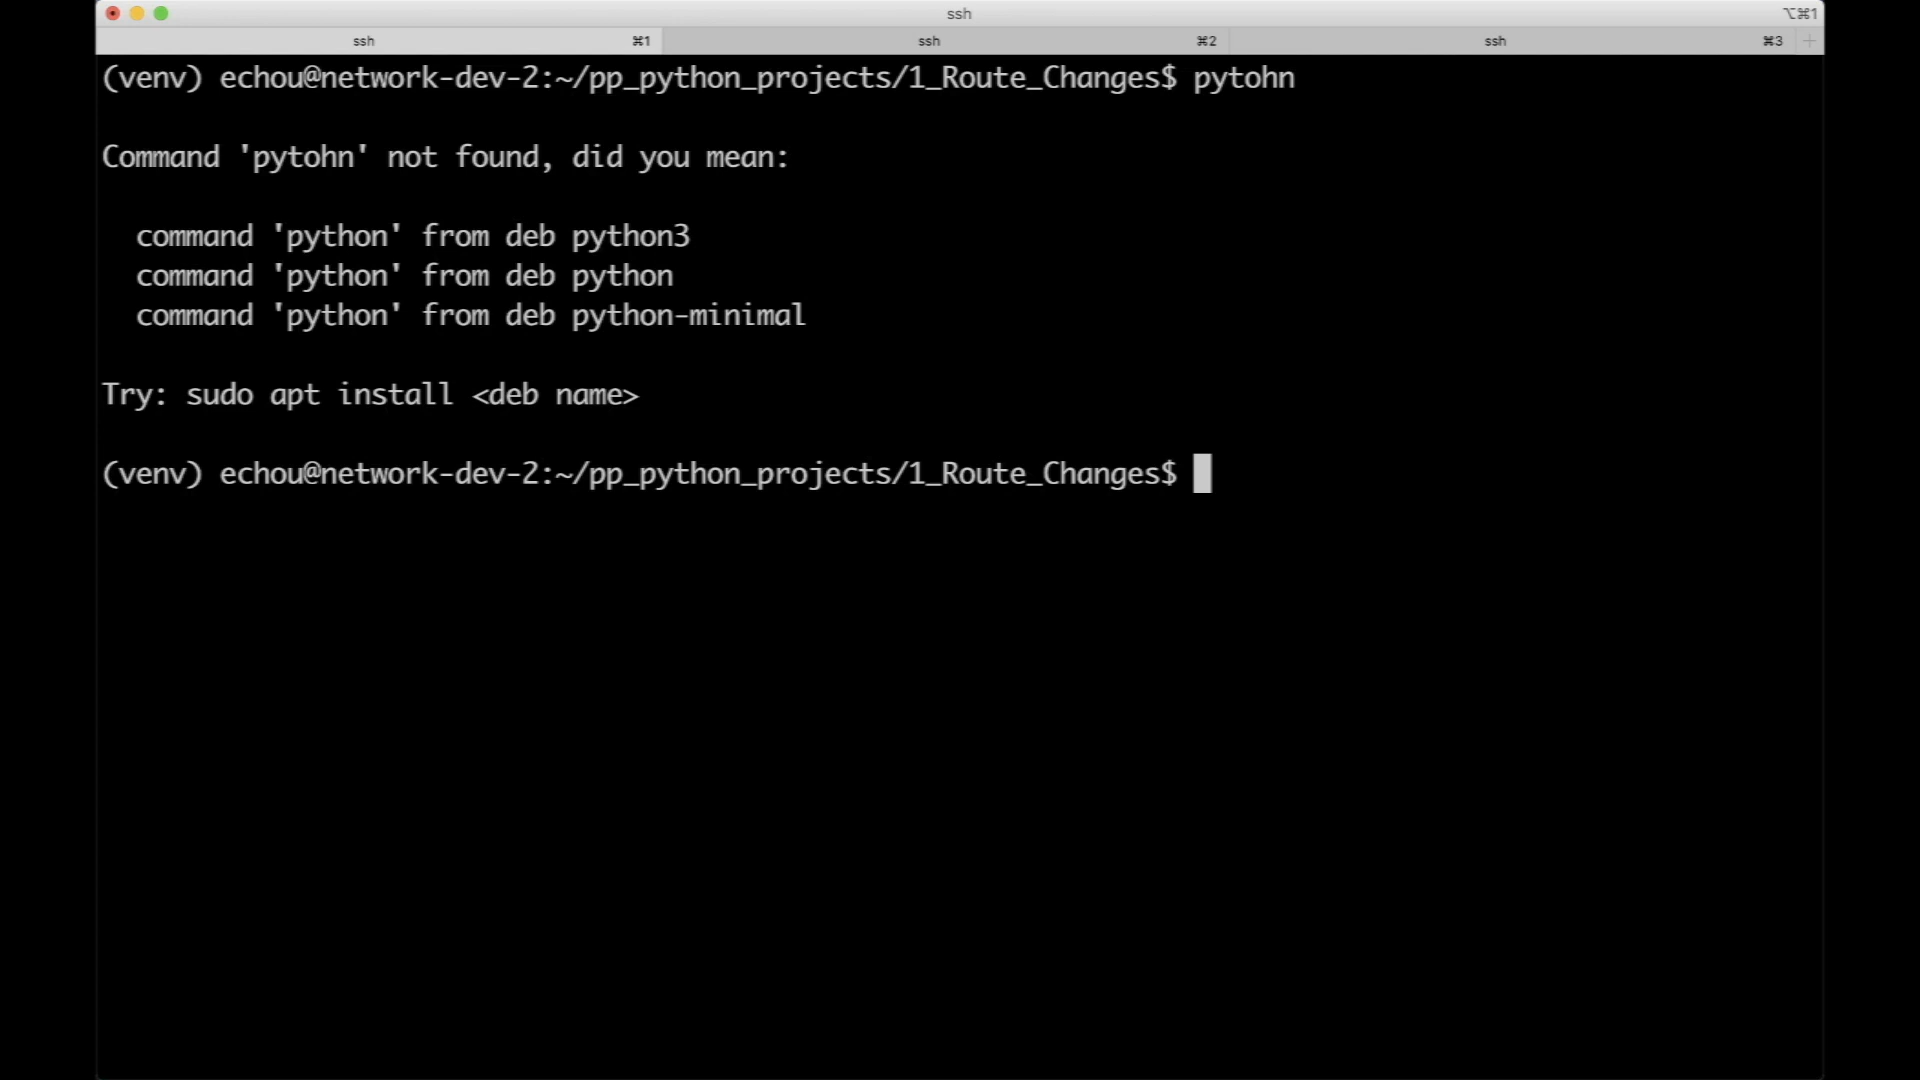 ssh ⌥⌘1
ssh ⌘1 ssh ⌘2 ssh ⌘3
(venv) echou@network-dev-2:~/pp_python_projects/1_Route_Changes$ pytohn
Command 'pytohn' not found, did you mean:
command 'python' from deb python3
command 'python' from deb python
command 'python' from deb python-minimal
Try: sudo apt install <deb name>
(venv) echou@network-dev-2:~/pp_python_projects/1_Route_Changes$